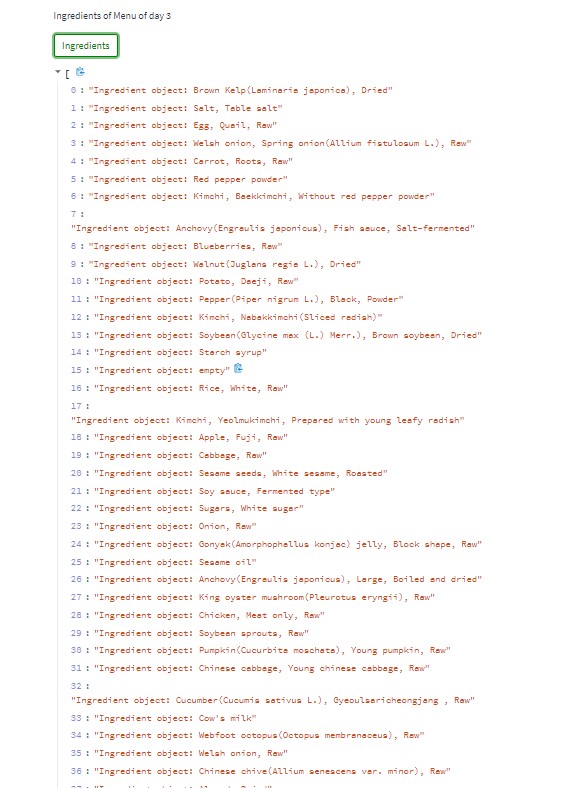 Ingredients of Menu of day 3
Ingredients
[
0 : "Ingredient object: Brown Kelp(Laminaria japonica), Dried"
1 : "Ingredient object: Salt, Table salt"
2 : "Ingredient object: Egg, Quail, Raw"
3 : "Ingredient object: Welsh onion, Spring onion(Allium fistulosum L.), Raw"
4 : "Ingredient object: Carrot, Roots, Raw"
5 : "Ingredient object: Red pepper powder"
6 : "Ingredient object: Kimchi, Baekkimchi, Without red pepper powder"
7 :
"Ingredient object: Anchovy(Engraulis japonicus), Fish sauce, Salt-fermented"
8 : "Ingredient object: Blueberries, Raw"
9 : "Ingredient object: Walnut(Juglans regia L.), Dried"
10 : "Ingredient object: Potato, Daeji, Raw"
11 : "Ingredient object: Pepper(Piper nigrum L.), Black, Powder"
12 : "Ingredient object: Kimchi, Nabakkimchi(Sliced radish)"
13 : "Ingredient object: Soybean(Glycine max (L.) Merr.), Brown soybean, Dried"
14 : "Ingredient object: Starch syrup"
15 : "Ingredient object: empty"
16 : "Ingredient object: Rice, White, Raw"
17 :
"Ingredient object: Kimchi, Yeolmukimchi, Prepared with young leafy radish"
18 : "Ingredient object: Apple, Fuji, Raw"
19 : "Ingredient object: Cabbage, Raw"
20 : "Ingredient object: Sesame seeds, White sesame, Roasted"
21 : "Ingredient object: Soy sauce, Fermented type"
22 : "Ingredient object: Sugars, White sugar"
23 : "Ingredient object: Onion, Raw"
24 : "Ingredient object: Gonyak(Amorphophallus konjac) jelly, Block shape, Raw"
25 : "Ingredient object: Sesame oil"
26 : "Ingredient object: Anchovy(Engraulis japonicus), Large, Boiled and dried"
27 : "Ingredient object: King oyster mushroom(Pleurotus eryngii), Raw"
28 : "Ingredient object: Chicken, Meat only, Raw"
29 : "Ingredient object: Soybean sprouts, Raw"
30 : "Ingredient object: Pumpkin(Cucurbita moschata), Young pumpkin, Raw"
31 : "Ingredient object: Chinese cabbage, Young chinese cabbage, Raw"
32 :
"Ingredient object: Cucumber(Cucumis sativus L.), Gyeoulsaricheongjang , Raw"
33 : "Ingredient object: Cow's milk"
34 : "Ingredient object: Webfoot octopus(Octopus membranaceus), Raw"
35 : "Ingredient object: Welsh onion, Raw"
36 : "Ingredient object: Chinese chive(Allium senescens var. minor), Raw"